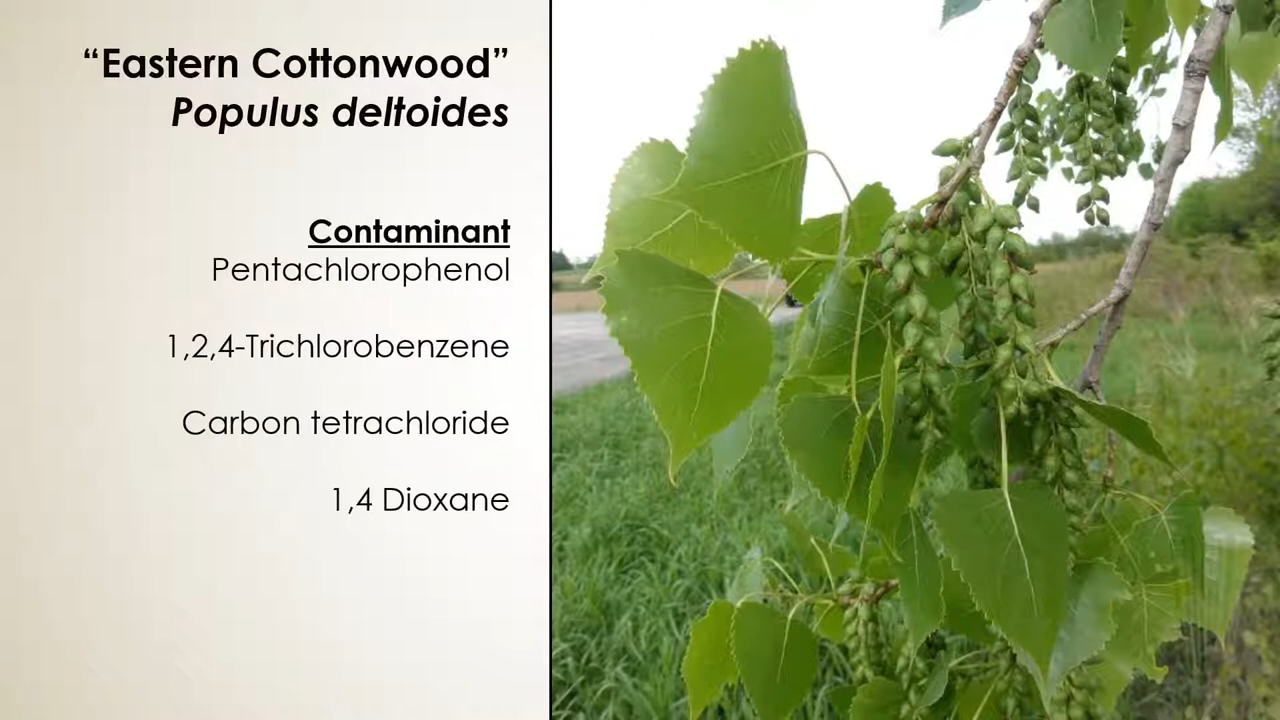 “Eastern Cottonwood”
Populus deltoides
Contaminant
Pentachlorophenol
1,2,4-Trichlorobenzene
Carbon tetrachloride
1,4 Dioxane